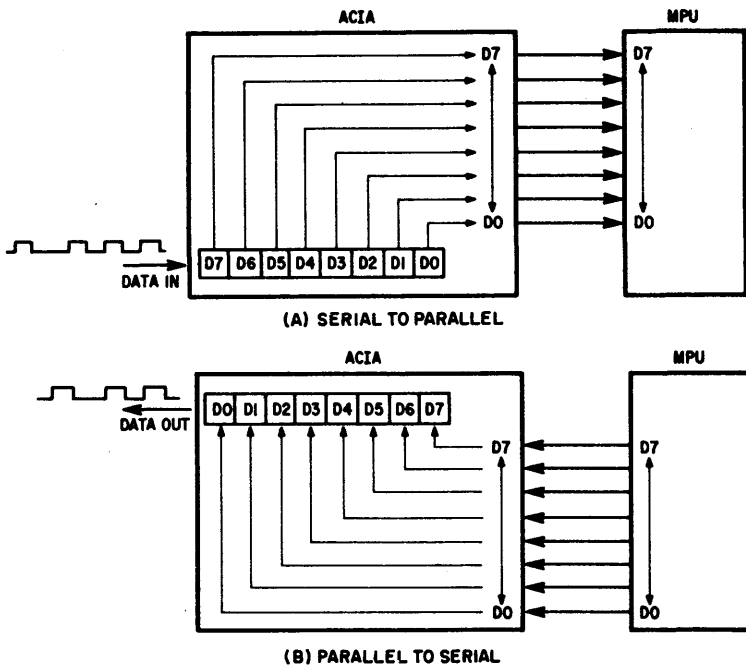 ACIA
MPU
D7
D7
D0
D0
D7 D6 D5 D4 D3 D2 D1 D0
DATA IN
(A) SERIAL TO PARALLEL
ACIA
MPU
D0 D1 D2 D3 D4 D5 D6 D7
DATA OUT
D7
D7
D0
D0
(B) PARALLEL TO SERIAL